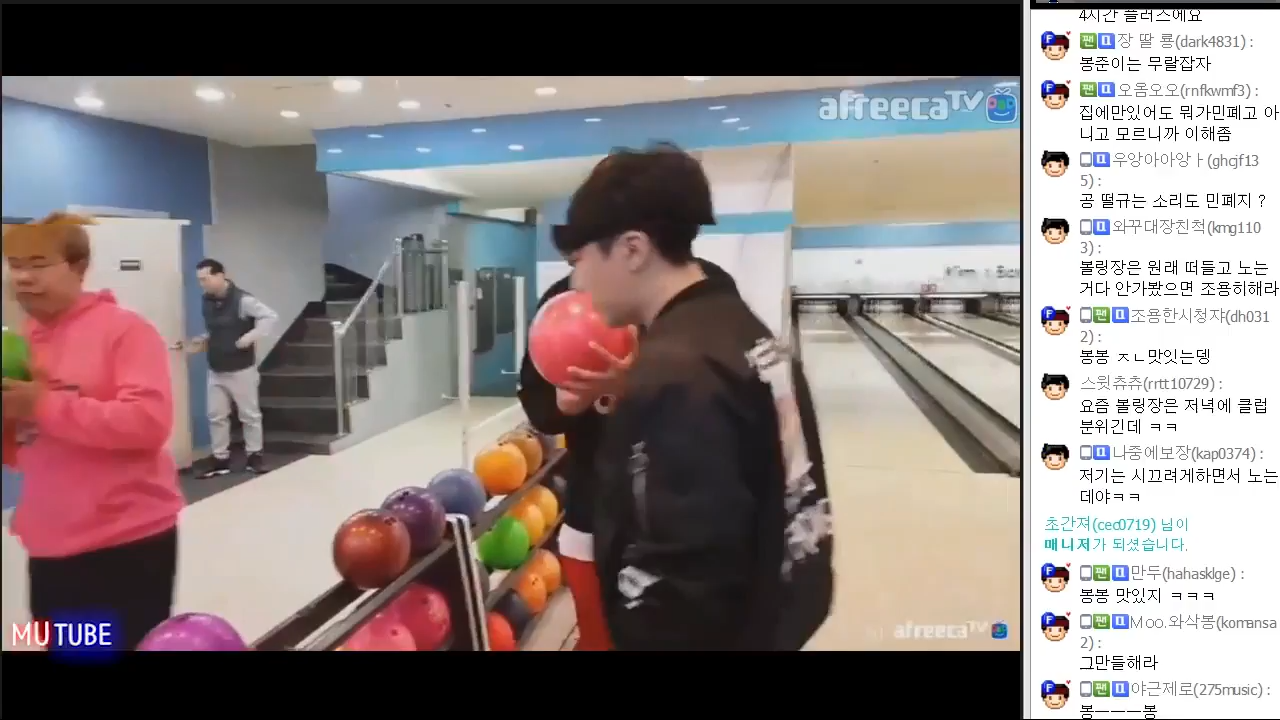 afreecaTV
MUTUBE
afreecaTV
4시간 플러스에요
팬 장 딸 룡(dark4831) :
봉준이는 무랄잡자
팬 오옴오오(rnfkwmf3) :
집에만있어도 뭐가민폐고 아
니고 모르니까 이해좀
우앙아아앙ㅏ(ghcjf13
5) :
공 떨규는 소리도 민폐지 ?
와꾸대장친척(kmg110
3) :
볼링장은 원래 떠들고 노는
거다 안가봤으면 조용히해라
팬 조용한시청쟈(dh031
2) :
봉봉 ㅈㄴ맛잇는뎅
스윗츄츄(rrtt10729) :
요즘 볼링장은 저녁에 클럽
분위긴데 ㅋㅋ
나중에보장(kap0374) :
저기는 시끄려게하면서 노는
데야ㅋㅋ
초간져(cec0719) 님이
매니저가 되셨습니다.
팬 만두(hahasklge) :
봉봉 맛있지 ㅋㅋㅋ
팬 Moo.와삭봉(komansa
2) :
그만들해라
팬 야근제로(275music) :
봉ㅡㅡㅡ봉